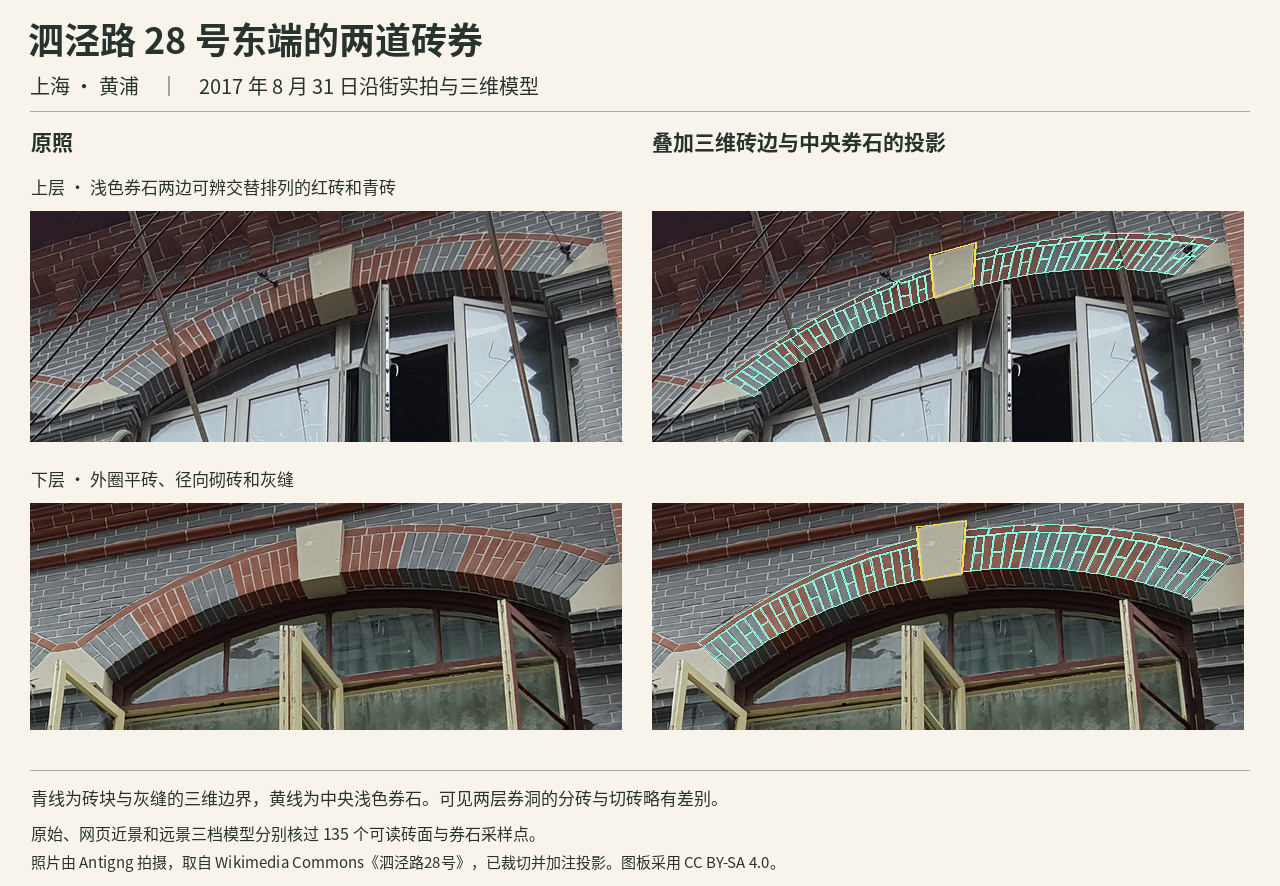 泗泾路 28 号东端的两道砖券
上海 · 黄浦 ｜ 2017 年 8 月 31 日沿街实拍与三维模型
原照
叠加三维砖边与中央券石的投影
上层 · 浅色券石两边可辨交替排列的红砖和青砖
下层 · 外圈平砖、径向砌砖和灰缝
青线为砖块与灰缝的三维边界，黄线为中央浅色券石。可见两层券洞的分砖与切砖略有差别。
原始、网页近景和远景三档模型分别核过 135 个可读砖面与券石采样点。
照片由 Antigng 拍摄，取自 Wikimedia Commons《泗泾路28号》，已裁切并加注投影。图板采用 CC BY-SA 4.0。